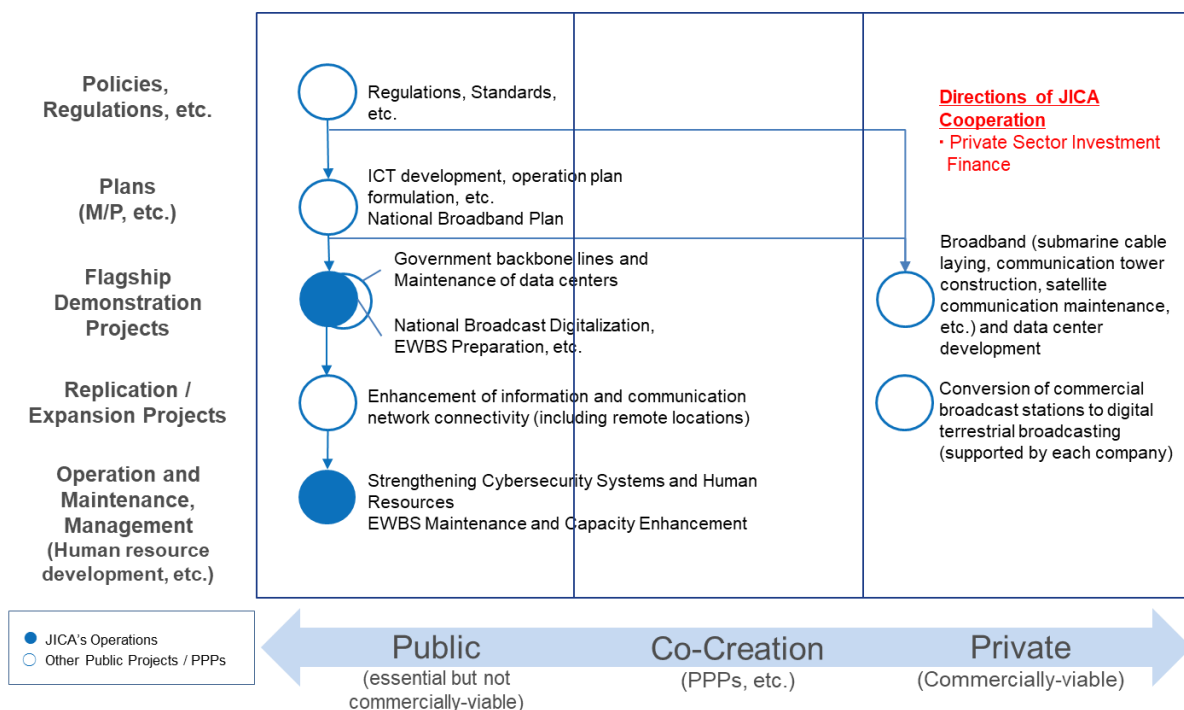 Policies,
Regulations, etc.
Regulations, Standards,
etc.
Directions of JICA
Cooperation
・Private Sector Investment
Finance
Plans
(M/P, etc.)
ICT development, operation plan
formulation, etc.
National Broadband Plan
Flagship
Demonstration
Projects
Government backbone lines and
Maintenance of data centers
National Broadcast Digitalization,
EWBS Preparation, etc.
Broadband (submarine cable
laying, communication tower
construction, satellite
communication maintenance,
etc.) and data center
development
Replication /
Expansion Projects
Enhancement of information and communication
network connectivity (including remote locations)
Conversion of commercial
broadcast stations to digital
terrestrial broadcasting
(supported by each company)
Operation and
Maintenance,
Management
(Human resource
development, etc.)
Strengthening Cybersecurity Systems and Human
Resources
EWBS Maintenance and Capacity Enhancement
JICA's Operations
Other Public Projects / PPPs
Public
(essential but not
commercially-viable)
Co-Creation
(PPPs, etc.)
Private
(Commercially-viable)